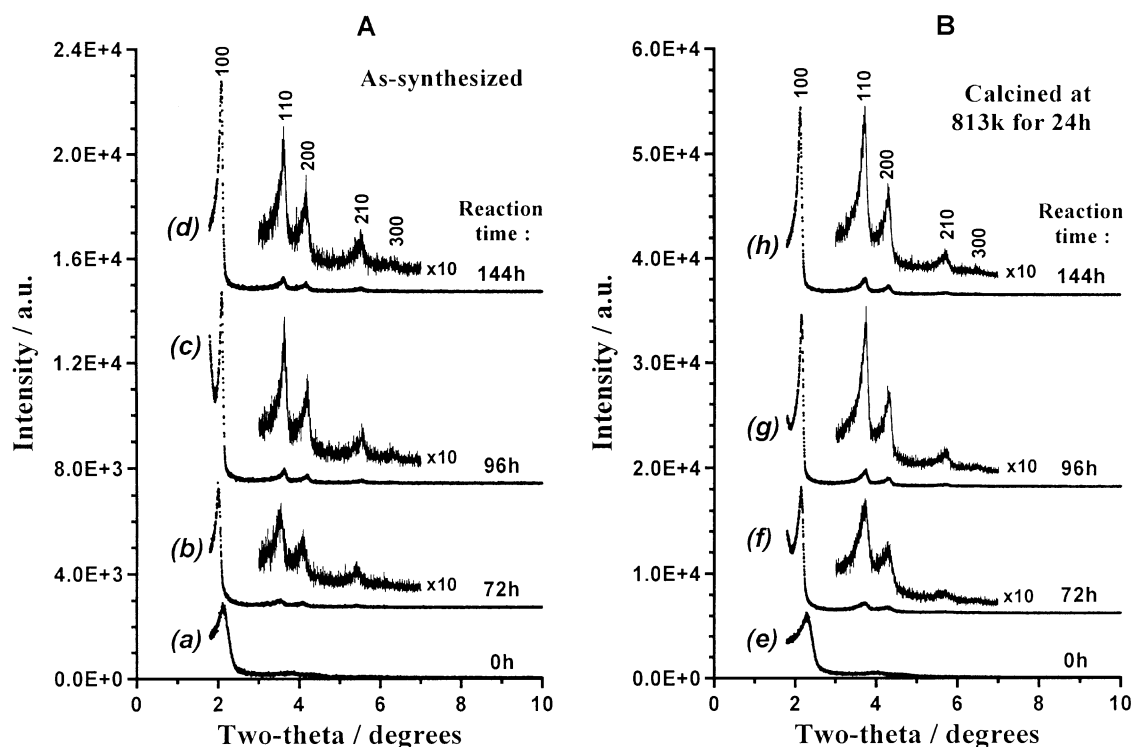 A
2.4E+4
2.0E+4
1.6E+4
1.2E+4
8.0E+3
4.0E+3
0.0E+0
Intensity / a.u.
As-synthesized
100
110
200
210
300
Reaction
time :
(d)
x10
144h
(c)
x10
96h
(b)
x10
72h
(a)
0h
0 2 4 6 8 10
Two-theta / degrees
B
6.0E+4
5.0E+4
4.0E+4
3.0E+4
2.0E+4
1.0E+4
0.0E+0
Intensity / a.u.
Calcined at
813k for 24h
100
110
200
210
300
Reaction
time :
(h)
x10
144h
(g)
x10
96h
(f)
x10
72h
(e)
0h
0 2 4 6 8 10
Two-theta / degrees